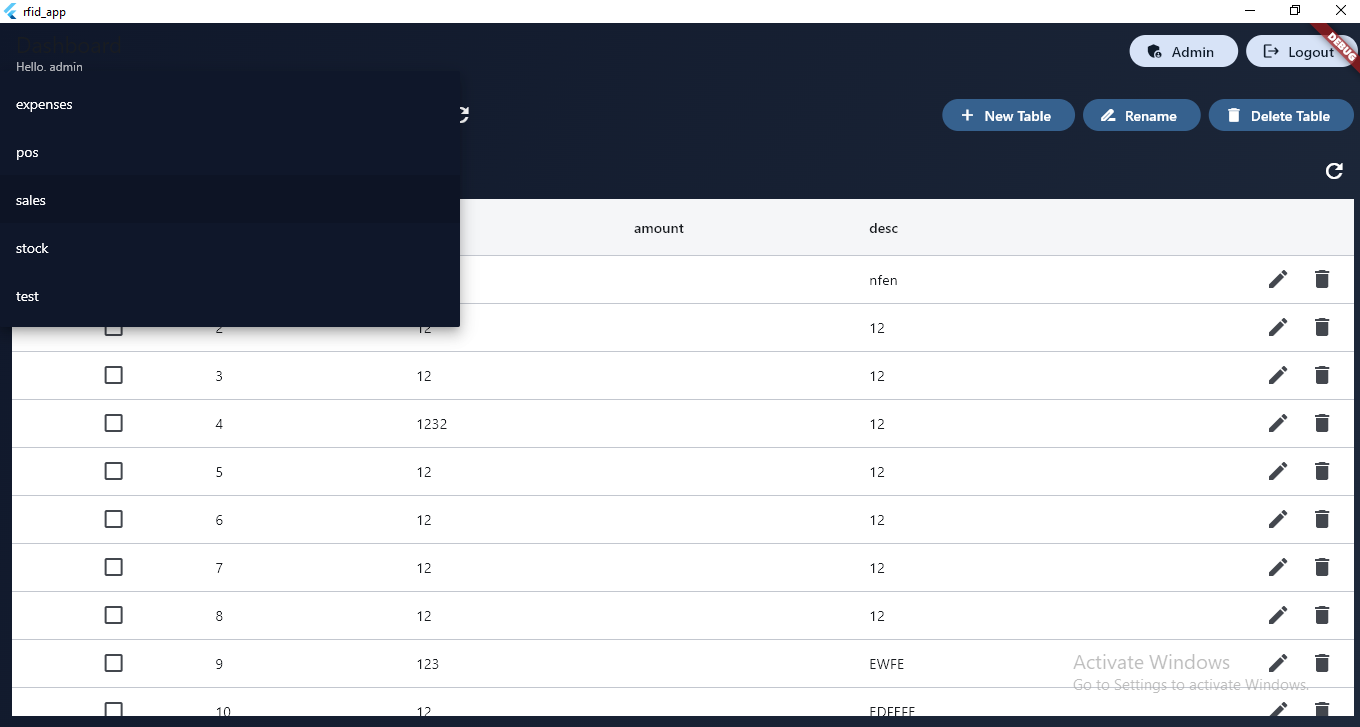 rfid_app
Dashboard
Hello. admin
Admin
Logout
DEBUG
expenses
New Table
Rename
Delete Table
pos
sales
amount
desc
stock
nfen
test
2 12 12
3 12 12
4 1232 12
5 12 12
6 12 12
7 12 12
8 12 12
9 123 EWFE
Activate Windows
Go to Settings to activate Windows.
10 12